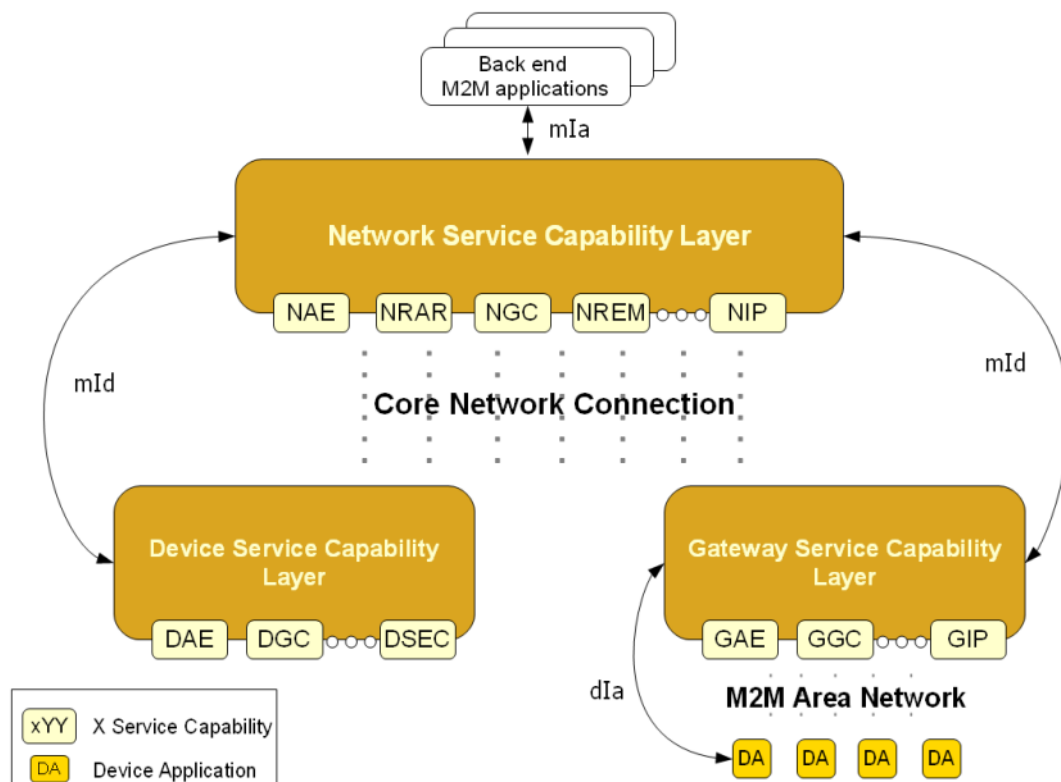 Back end
M2M applications
mIa
Network Service Capability Layer
NAE NRAR NGC NREM NIP
mId
mId
Core Network Connection
Device Service Capability
Layer
Gateway Service Capability
Layer
DAE DGC DSEC
GAE GGC GIP
dIa
M2M Area Network
xYY X Service Capability
DA Device Application
DA DA DA DA